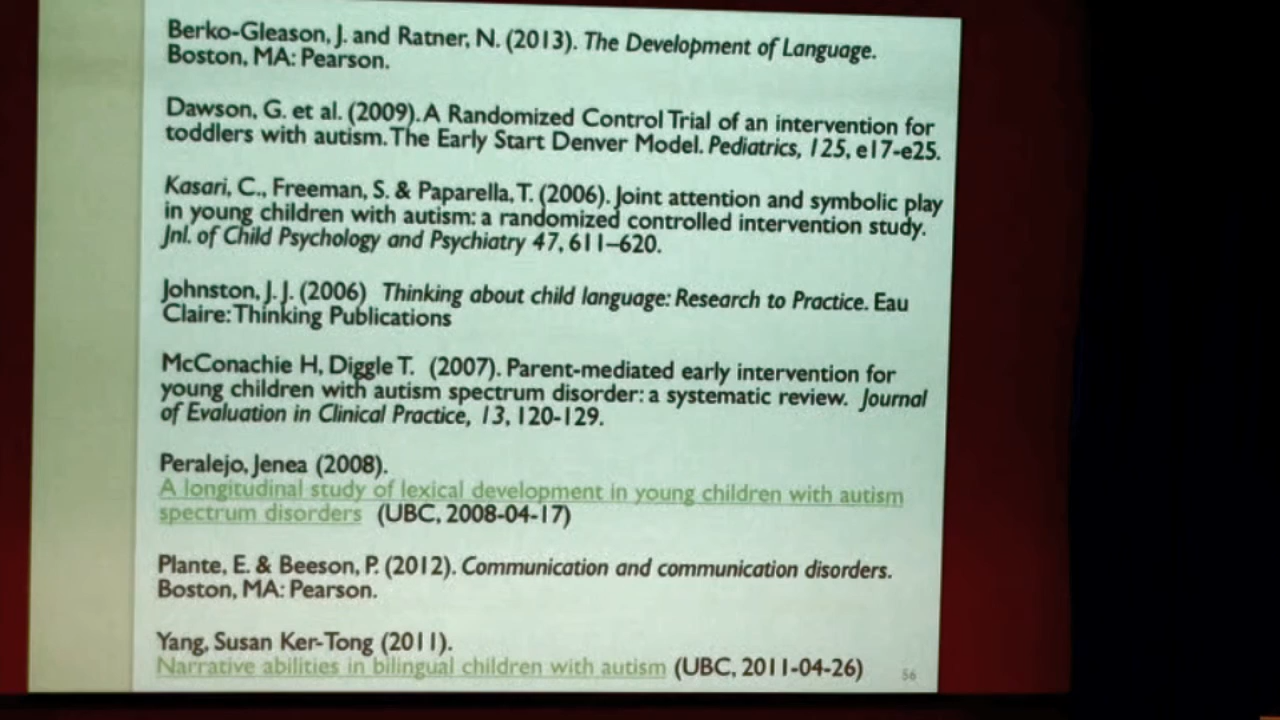 Berko-Gleason, J. and Ratner, N. (2013). The Development of Language.
Boston, MA: Pearson.
Dawson, G. et al. (2009). A Randomized Control Trial of an intervention for
toddlers with autism. The Early Start Denver Model. Pediatrics, 125, e17-e25.
Kasari, C., Freeman, S. & Paparella, T. (2006). Joint attention and symbolic play
in young children with autism: a randomized controlled intervention study.
Jnl. of Child Psychology and Psychiatry 47, 611–620.
Johnston, J. J. (2006) Thinking about child language: Research to Practice. Eau
Claire: Thinking Publications
McConachie H, Diggle T. (2007). Parent-mediated early intervention for
young children with autism spectrum disorder: a systematic review. Journal
of Evaluation in Clinical Practice, 13, 120-129.
Peralejo, Jenea (2008).
A longitudinal study of lexical development in young children with autism
spectrum disorders (UBC, 2008-04-17)
Plante, E. & Beeson, P. (2012). Communication and communication disorders.
Boston, MA: Pearson.
Yang, Susan Ker-Tong (2011).
Narrative abilities in bilingual children with autism (UBC, 2011-04-26)
56